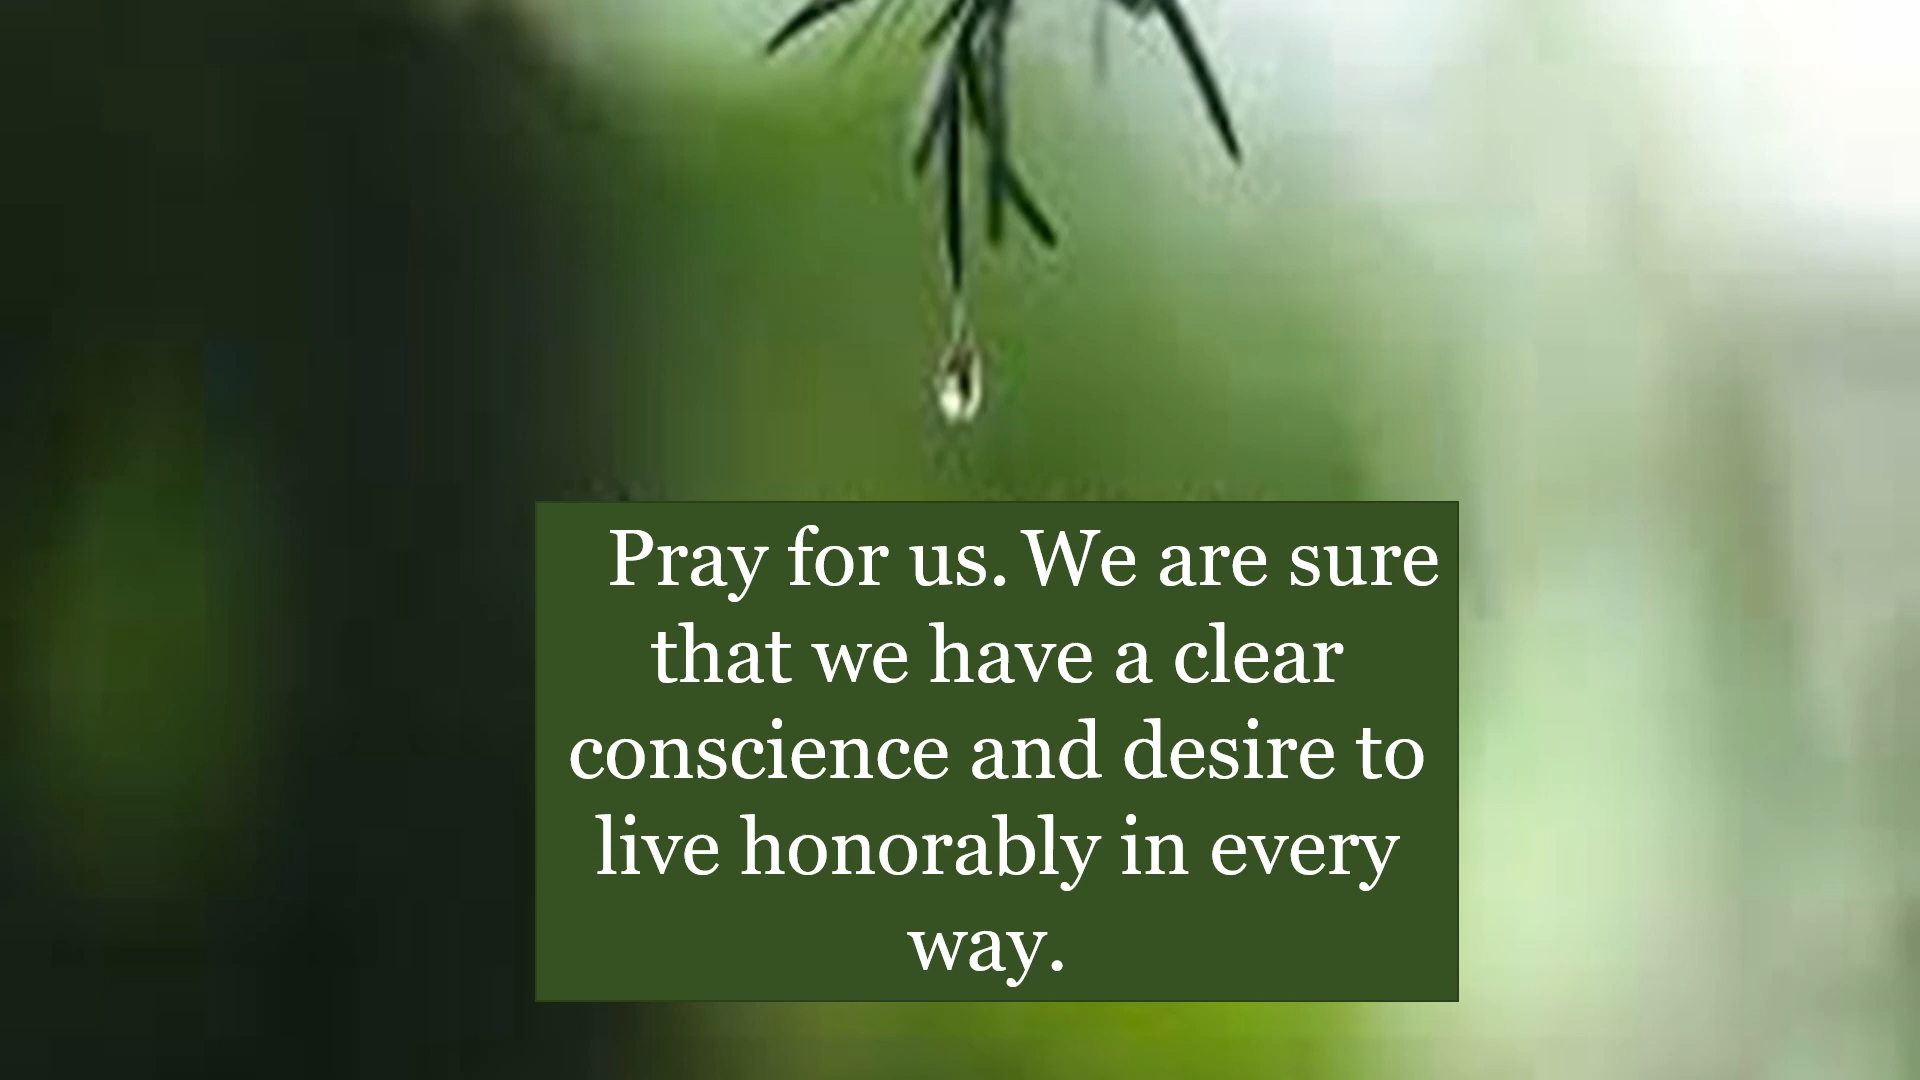 Pray for us. We are sure
that we have a clear
conscience and desire to
live honorably in every
way.